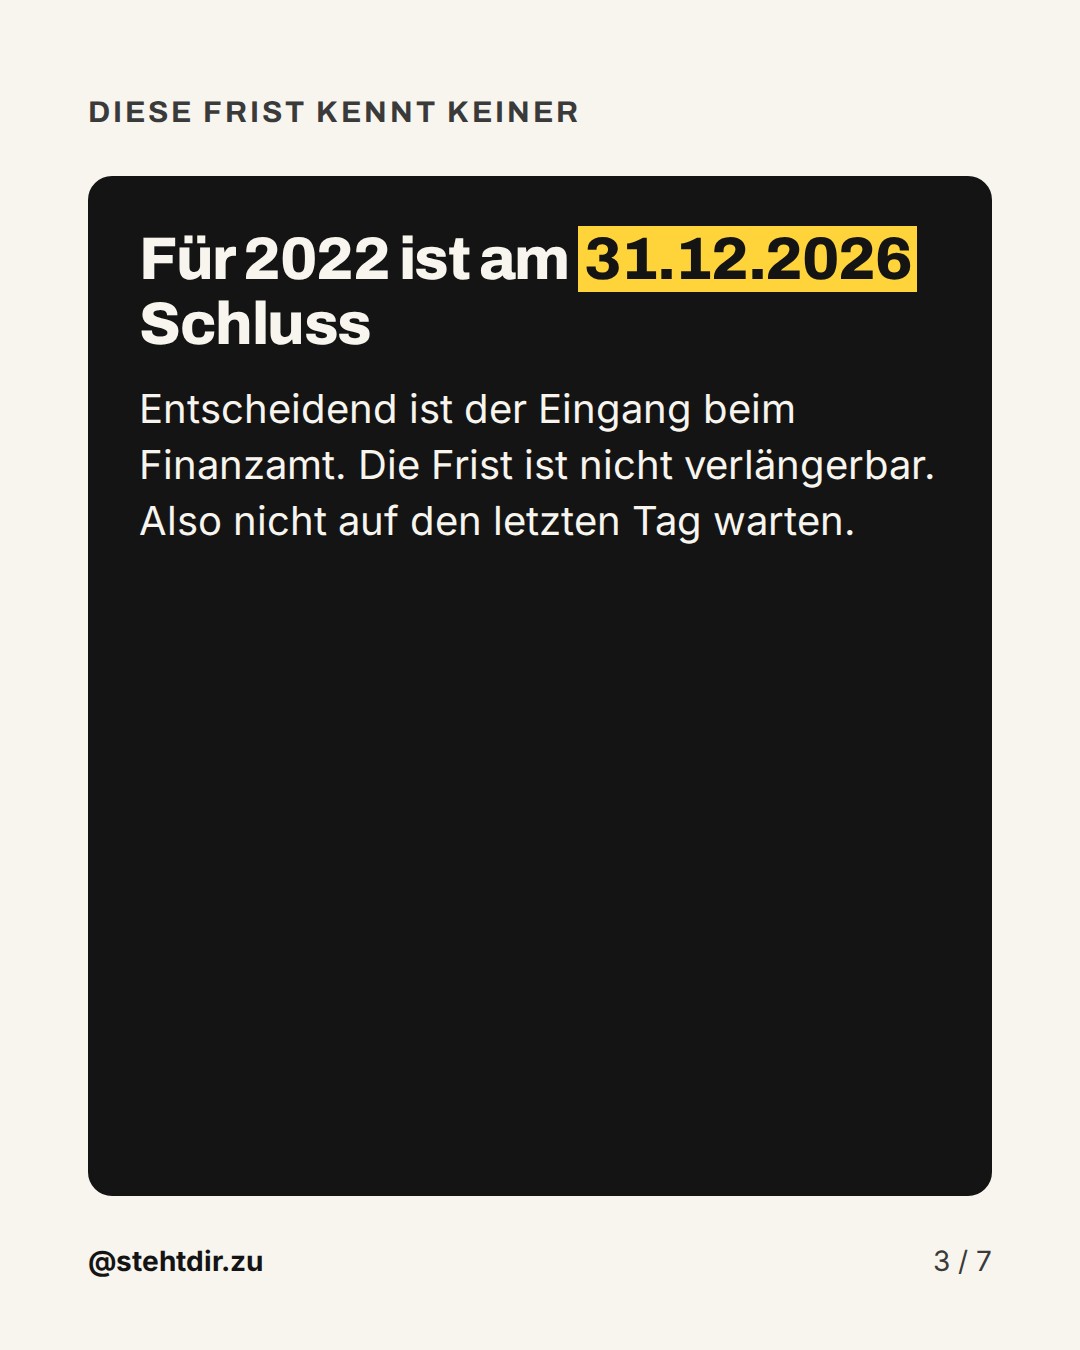 DIESE FRIST KENNT KEINER
Für 2022 ist am 31.12.2026
Schluss
Entscheidend ist der Eingang beim
Finanzamt. Die Frist ist nicht verlängerbar.
Also nicht auf den letzten Tag warten.
@stehtdir.zu
3 / 7